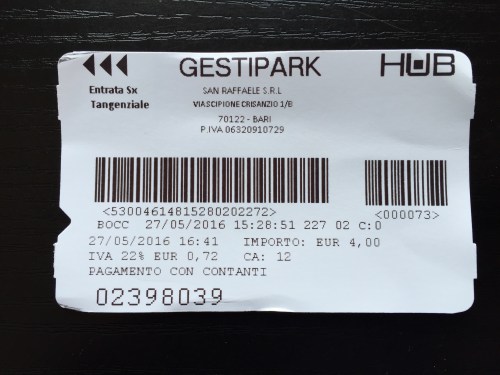 GESTIPARK HUB
Entrata Sx
Tangenziale
SAN RAFFAELE S.R.L
VIA SCIPIONE CRISANZIO 1/B
70122 - BARI
P.IVA 06320910729
<53004614815280202272>
<000073>
BOCC 27/05/2016 15:28:51 227 02 C:0
27/05/2016 16:41 IMPORTO: EUR 4,00
IVA 22% EUR 0,72 CA: 12
PAGAMENTO CON CONTANTI
02398039